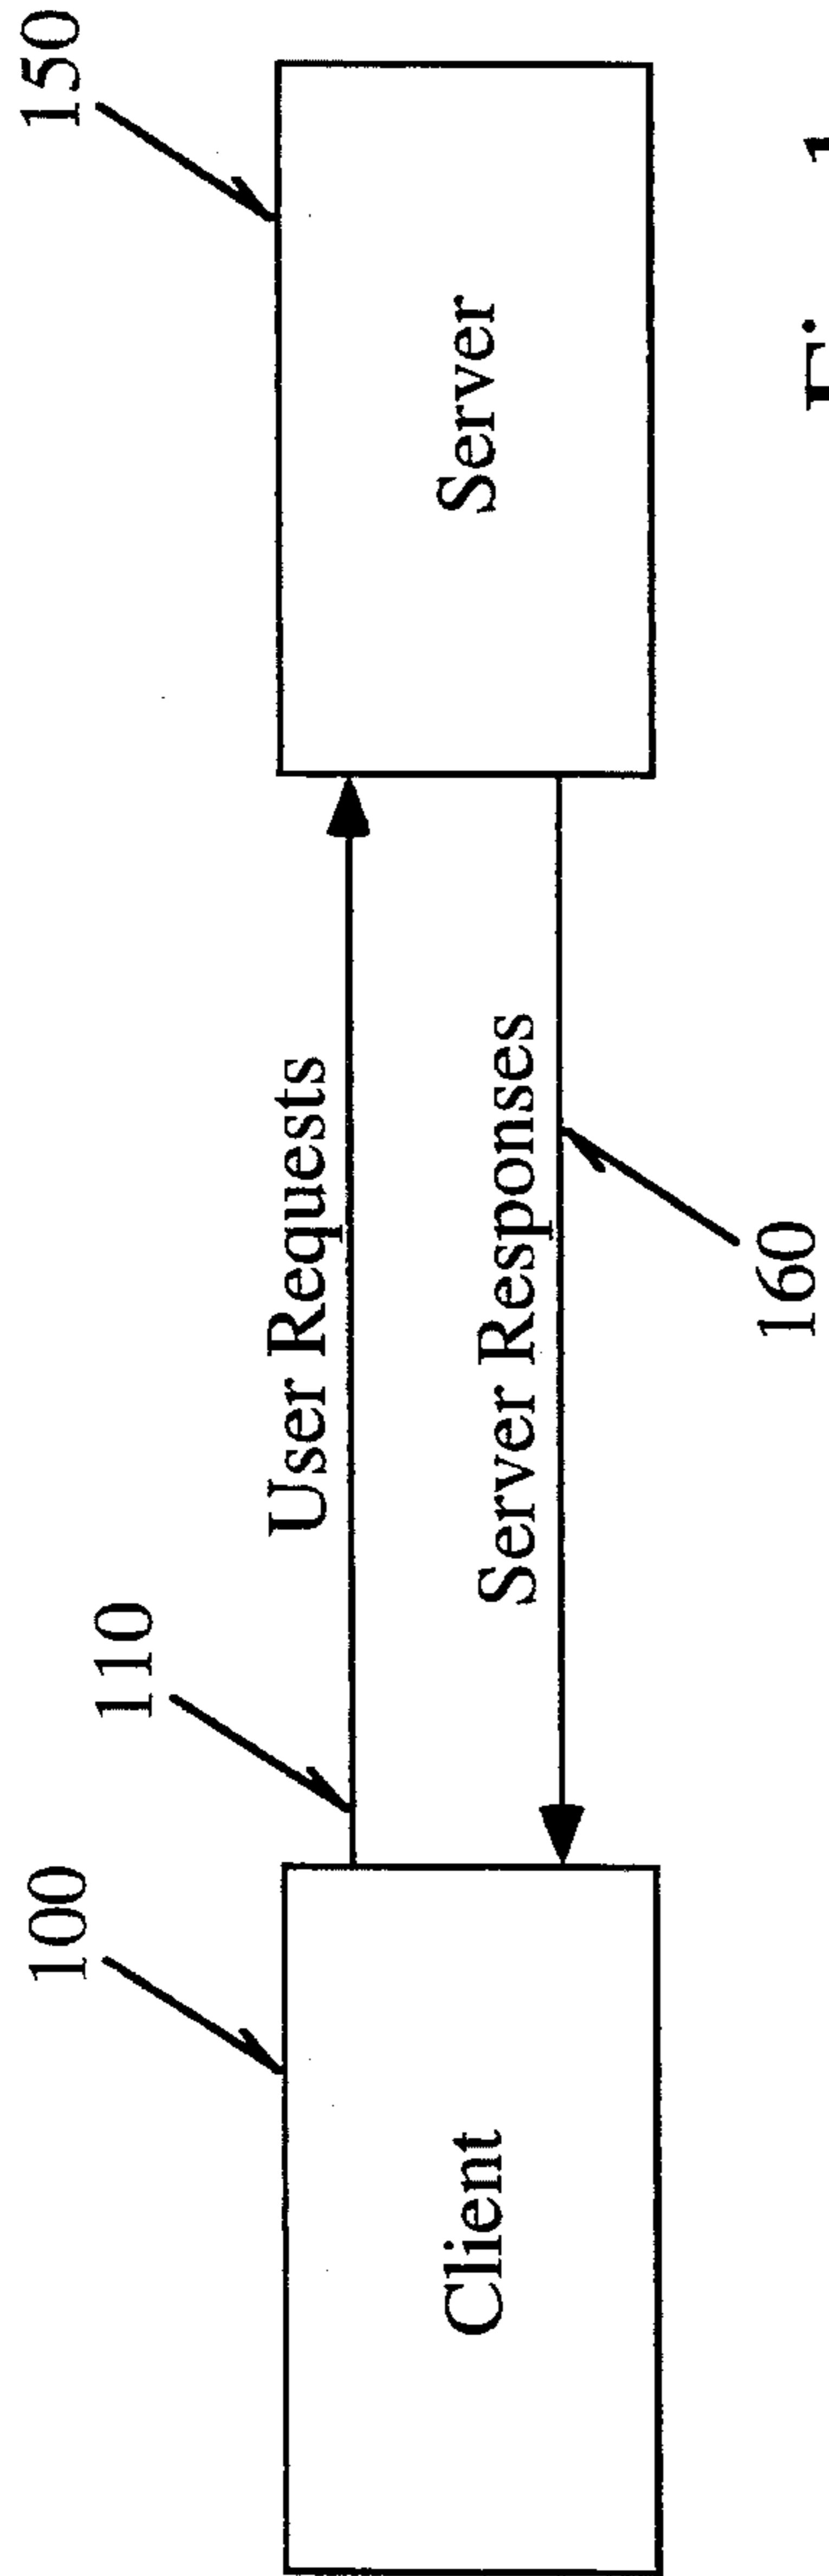 100
150
110
User Requests
Client
Server
Server Responses
160